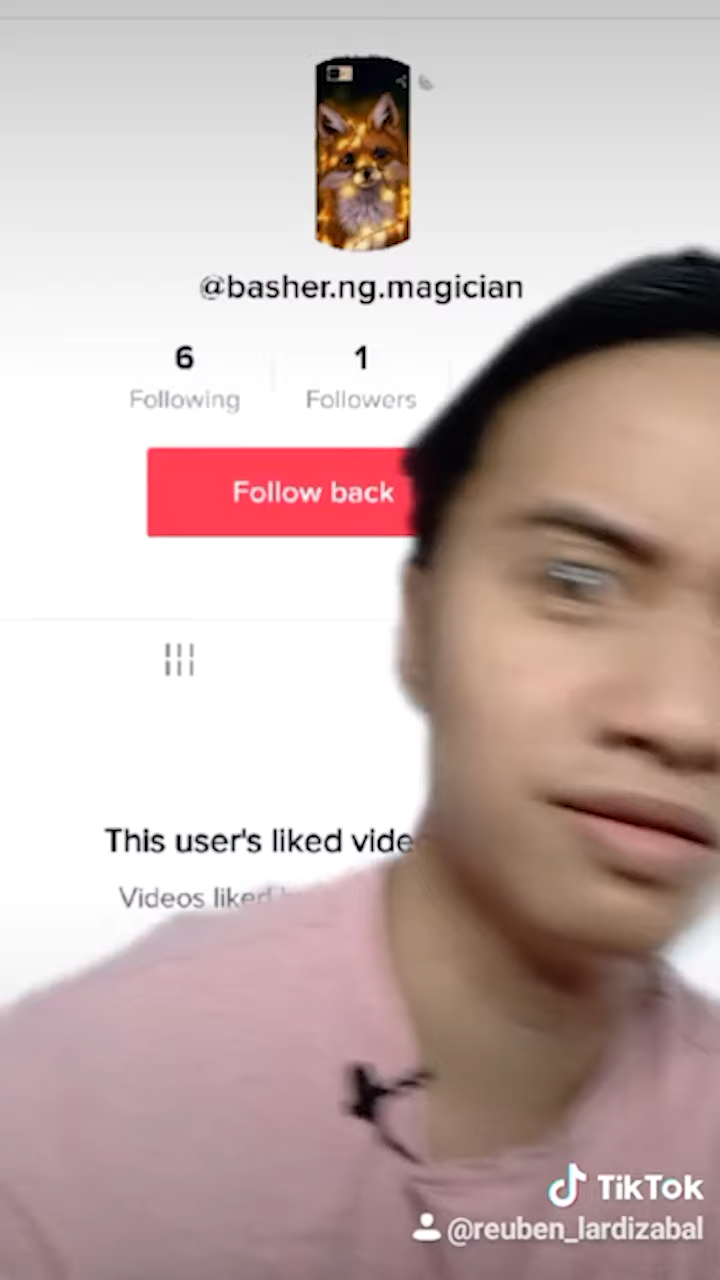 @basher.ng.magician
6 1
Following Followers
Follow back
This user's liked vide
Videos liked
TikTok
@reuben_lardizabal